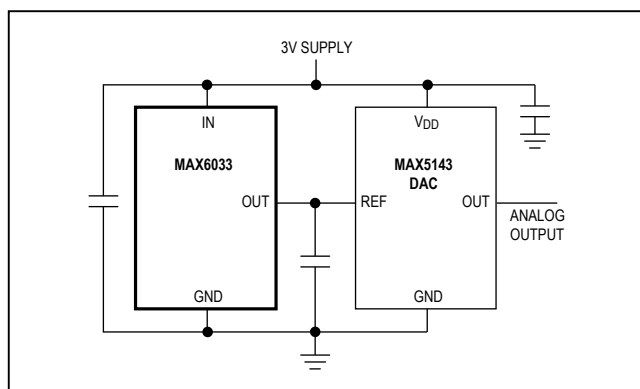 3V SUPPLY
IN
VDD
MAX6033
MAX5143
DAC
OUT
REF
OUT
ANALOG
OUTPUT
GND
GND